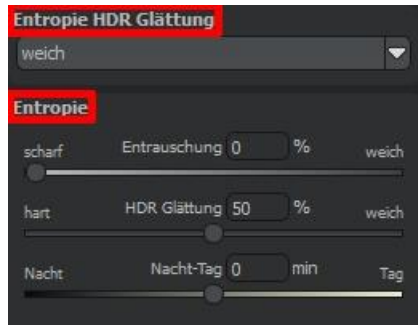 Entropie HDR Glättung
weich
Entropie
scharf Entrauschung 0 % weich
hart HDR Glättung 50 % weich
Nacht Nacht-Tag 0 min Tag